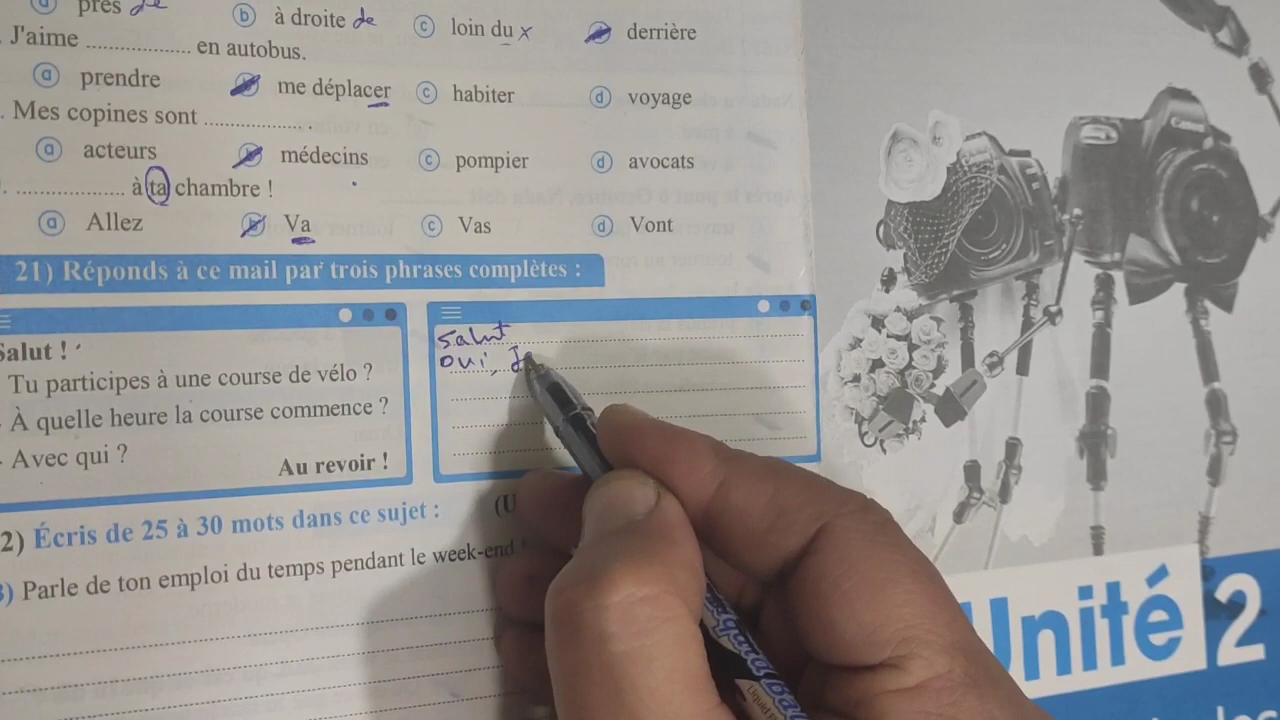 près de
b à droite de
c loin du x
derrière
J'aime ................... en autobus.
a prendre
me déplacer
c habiter
d voyage
. Mes copines sont ....................
a acteurs
médecins
c pompier
d avocats
.................... à ta chambre !
a Allez
b Va
c Vas
d Vont
21) Réponds à ce mail par trois phrases complètes :
Salut !
Tu participes à une course de vélo ?
- À quelle heure la course commence ?
- Avec qui ?
Au revoir !
Salut
oui, Je
2) Écris de 25 à 30 mots dans ce sujet :
(U
) Parle de ton emploi du temps pendant le week-end.
Canon
Unité 2